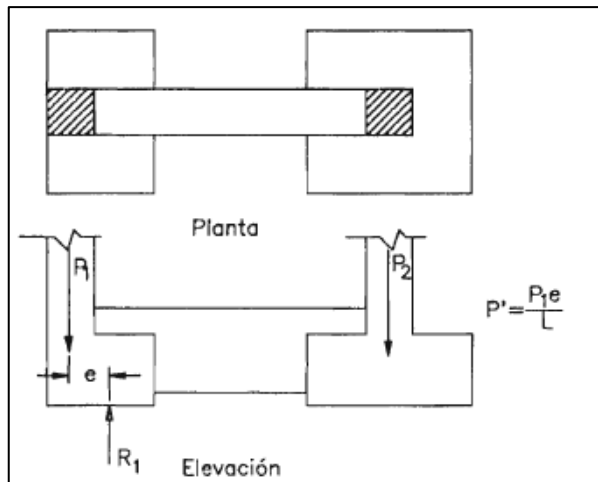 Planta
P₁
P₂
P'=P₁e/L
e
R₁
Elevación